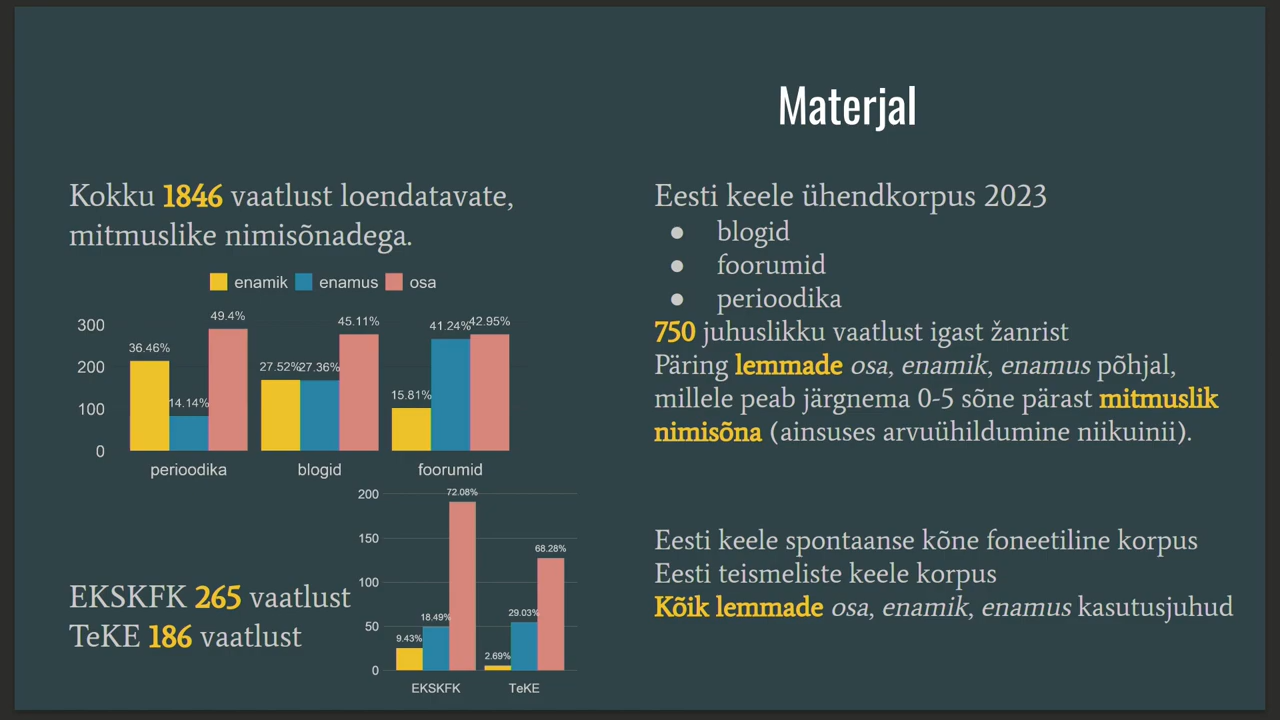 Materjal
Kokku 1846 vaatlust loendatavate,
mitmuslike nimisõnadega.
enamik enamus osa
300
200
100
0
36.46%
14.14%
49.4%
27.52%
27.36%
45.11%
15.81%
41.24%
42.95%
perioodika blogid foorumid
EKSKFK 265 vaatlust
TeKE 186 vaatlust
200
150
100
50
0
9.43%
18.49%
72.08%
2.69%
29.03%
68.28%
EKSKFK TeKE
Eesti keele ühendkorpus 2023
● blogid
● foorumid
● perioodika
750 juhuslikku vaatlust igast žanrist
Päring lemmade osa, enamik, enamus põhjal,
millele peab järgnema 0-5 sõne pärast mitmuslik
nimisõna (ainsuses arvuühildumine niikuinii).
Eesti keele spontaanse kõne foneetiline korpus
Eesti teismeliste keele korpus
Kõik lemmade osa, enamik, enamus kasutusjuhud